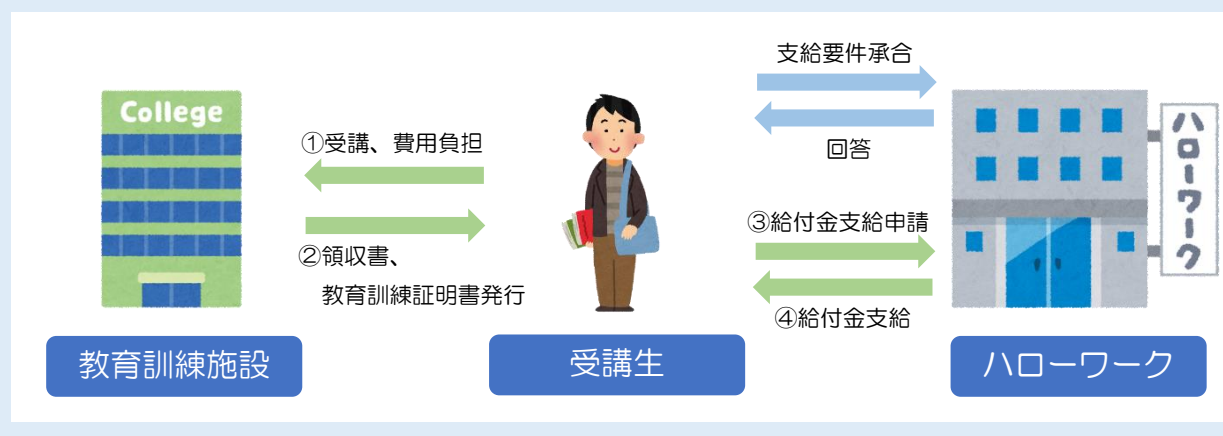 支給要件承合
College
①受講、費用負担
回答
ハローワーク
③給付金支給申請
②領収書、
教育訓練証明書発行
④給付金支給
教育訓練施設
受講生
ハローワーク